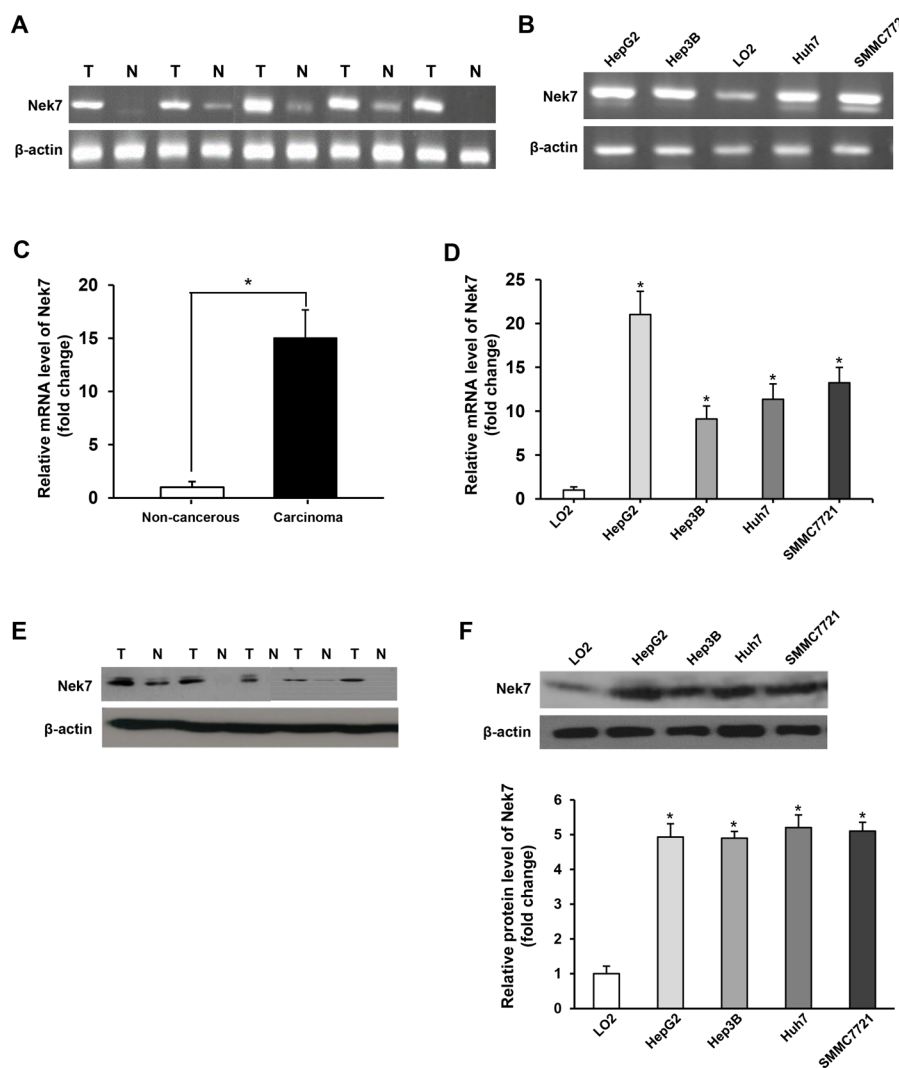 A
T N T N T N T N T N
Nek7
β-actin
B
HepG2 Hep3B LO2 Huh7 SMMC772
Nek7
β-actin
C
Relative mRNA level of Nek7
(fold change)
20
15
10
5
0
*
Non-cancerous Carcinoma
D
Relative mRNA level of Nek7
(fold change)
25
20
15
10
5
0
* * * *
LO2 HepG2 Hep3B Huh7 SMMC7721
E
T N T N T N T N T N
Nek7
β-actin
F
LO2 HepG2 Hep3B Huh7 SMMC7721
Nek7
β-actin
Relative protein level of Nek7
(fold change)
6
5
4
3
2
1
0
* * * *
LO2 HepG2 Hep3B Huh7 SMMC7721